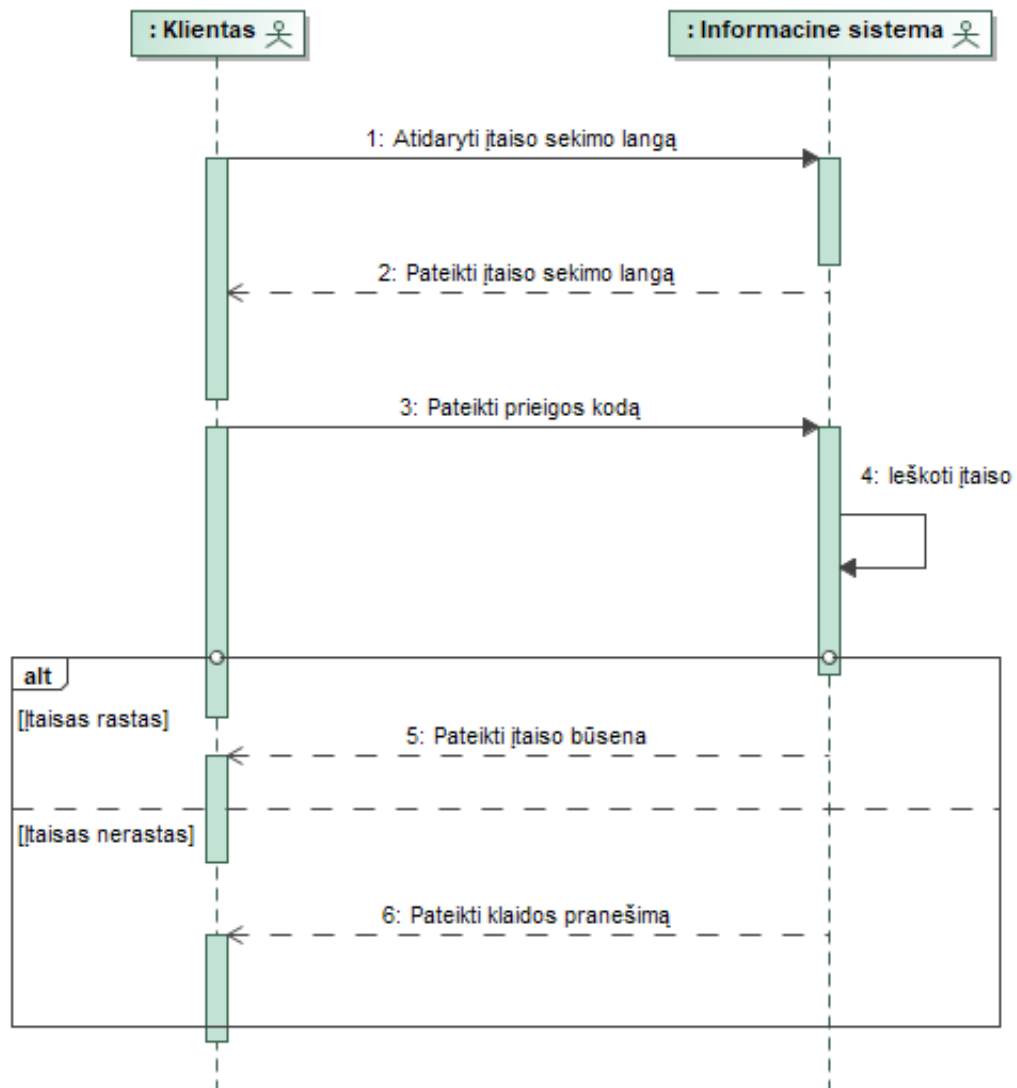 : Klientas
: Informacine sistema
1: Atidaryti įtaiso sekimo langą
2: Pateikti įtaiso sekimo langą
3: Pateikti prieigos kodą
4: Ieškoti įtaiso
alt
[Įtaisas rastas]
5: Pateikti įtaiso būsena
[Įtaisas nerastas]
6: Pateikti klaidos pranešimą